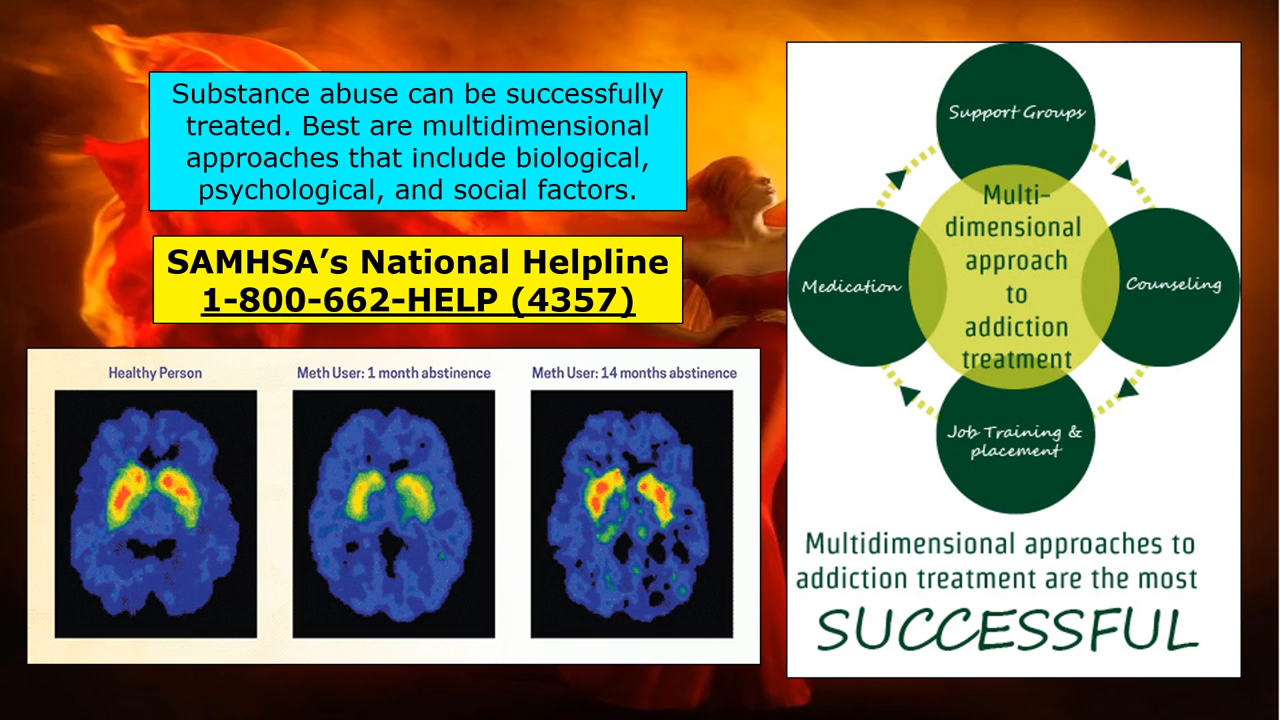 Substance abuse can be successfully
treated. Best are multidimensional
approaches that include biological,
psychological, and social factors.
SAMHSA’s National Helpline
1-800-662-HELP (4357)
Healthy Person
Meth User: 1 month abstinence
Meth User: 14 months abstinence
Support Groups
Multi-
dimensional
approach
to
addiction
treatment
Medication
Counseling
Job Training &
placement
Multidimensional approaches to
addiction treatment are the most
SUCCESSFUL